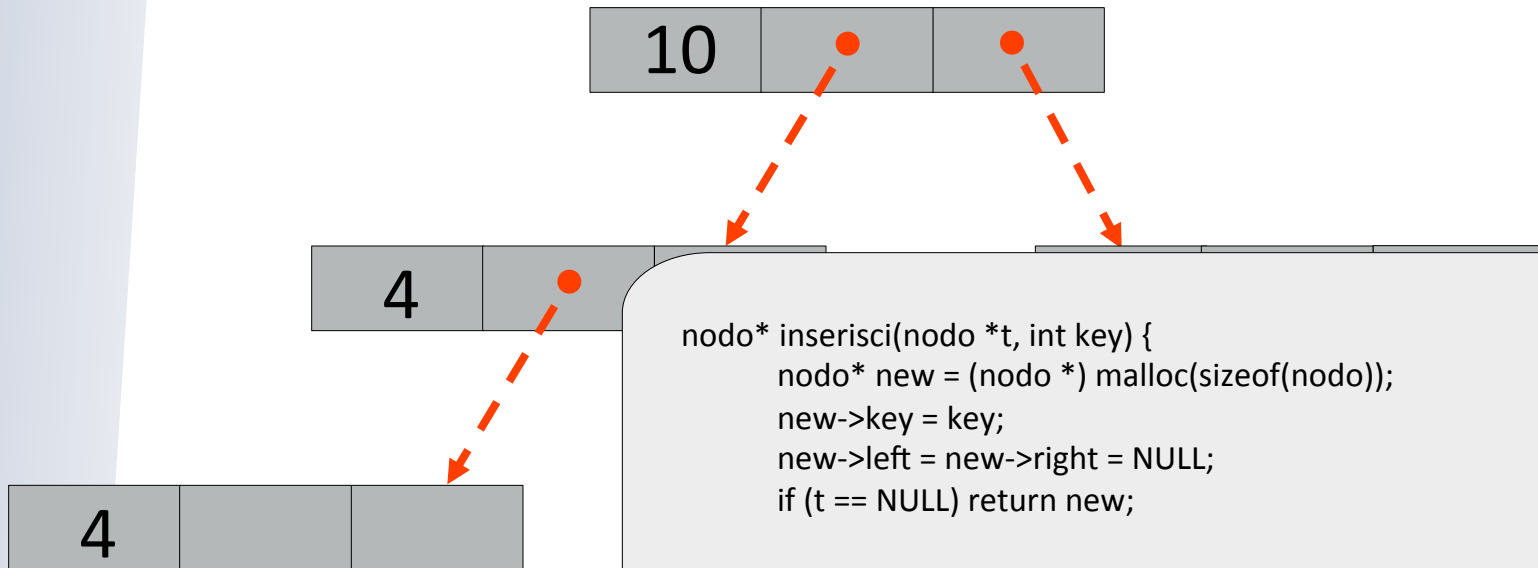 10
4
nodo* inserisci(nodo *t, int key) {
nodo* new = (nodo *) malloc(sizeof(nodo));
new->key = key;
new->left = new->right = NULL;
if (t == NULL) return new;
4